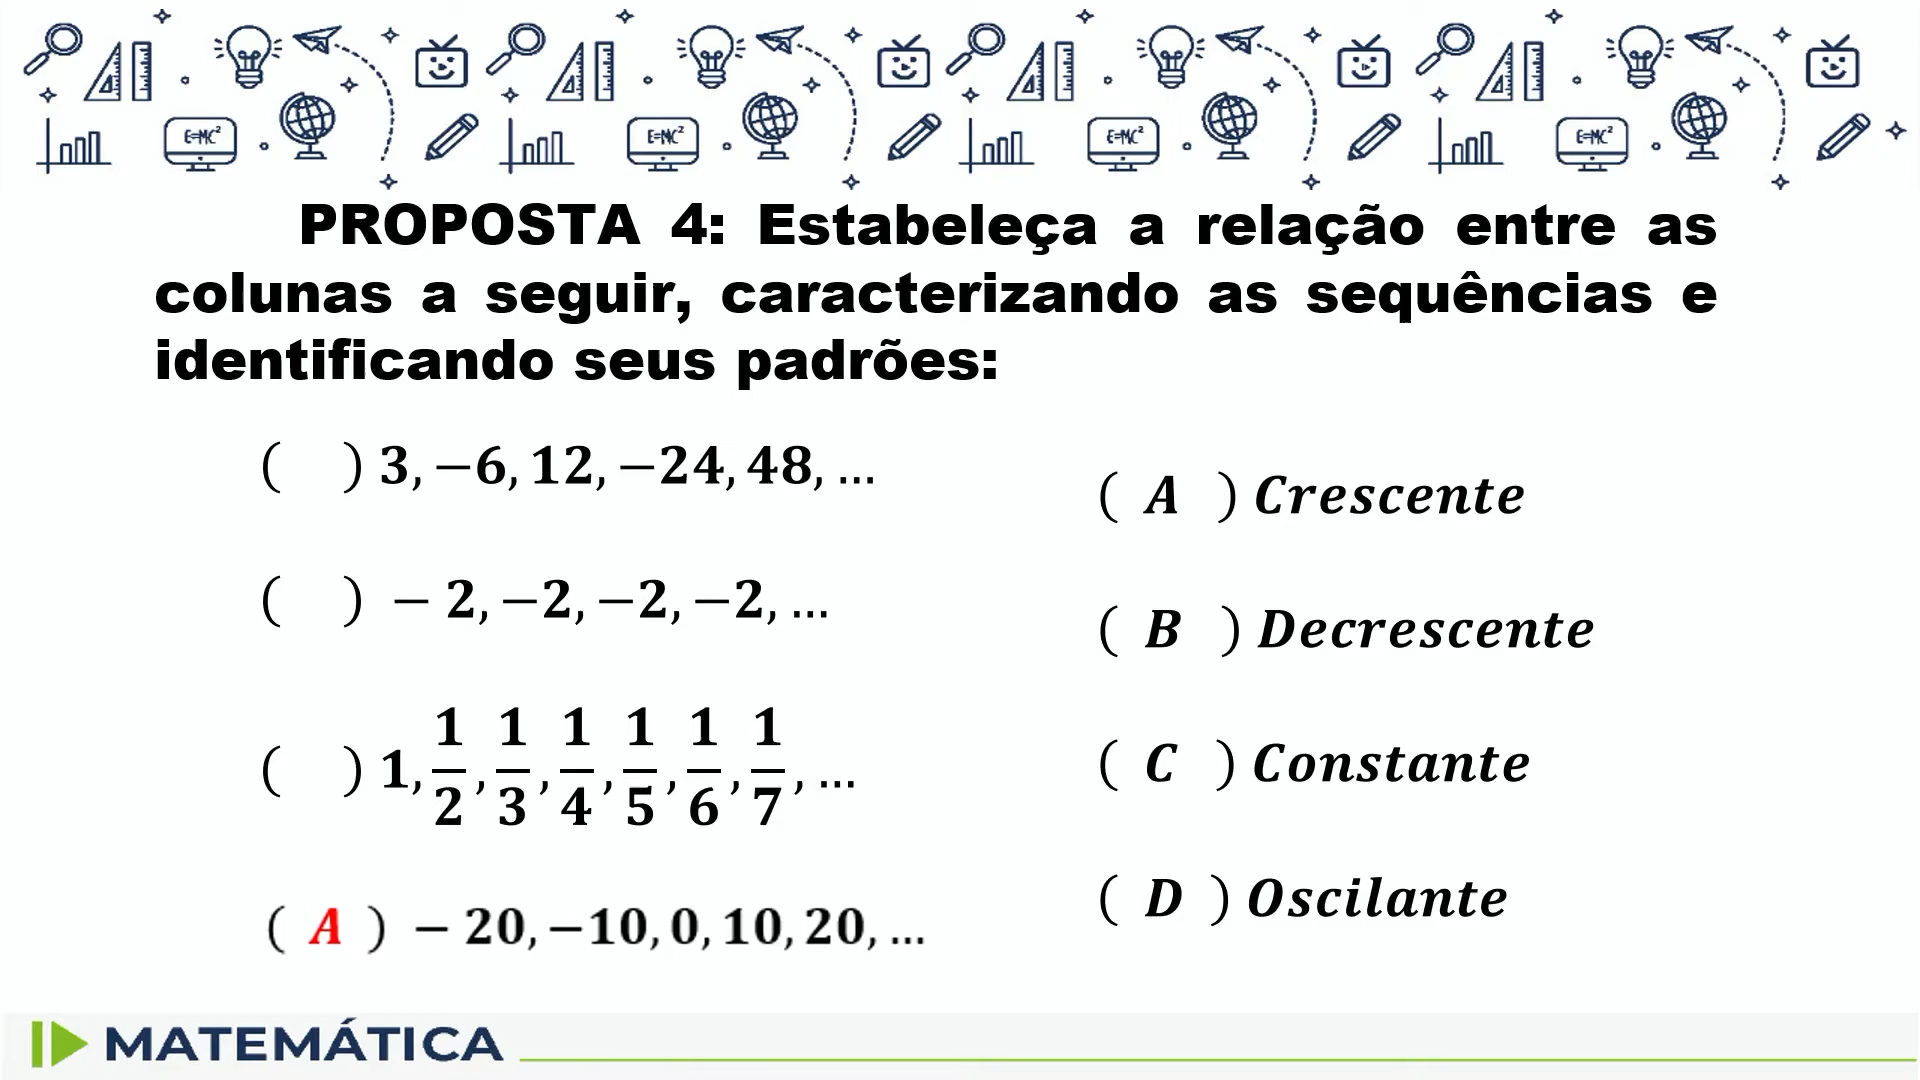 E=MC² E=MC² E=MC² E=MC²
PROPOSTA 4: Estabeleça a relação entre as
colunas a seguir, caracterizando as sequências e
identificando seus padrões:
(   ) 3, −6, 12, −24, 48, ...
(   ) − 2, −2, −2, −2, ...
(   ) 1, 1/2, 1/3, 1/4, 1/5, 1/6, 1/7, ...
( A ) − 20, −10, 0, 10, 20, ...
( A ) Crescente
( B ) Decrescente
( C ) Constante
( D ) Oscilante
MATEMÁTICA